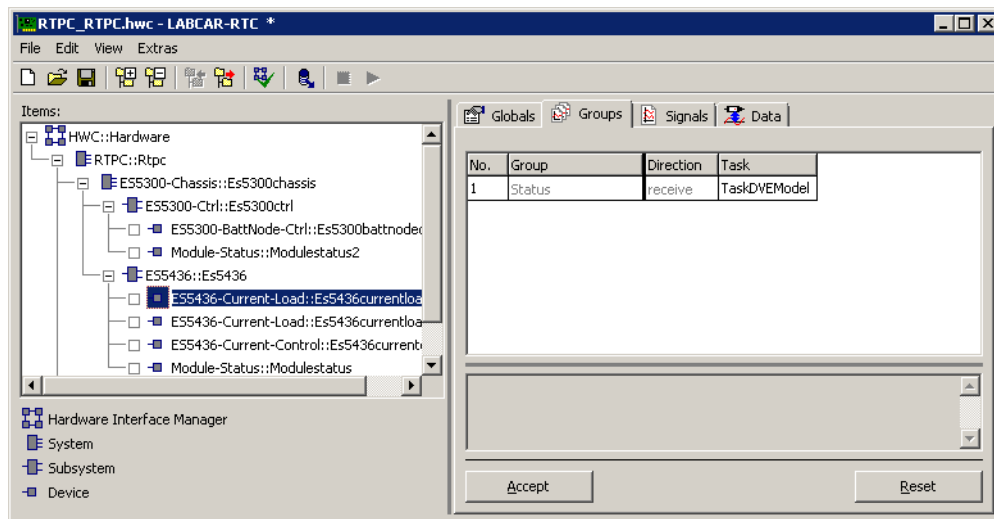 RTPC_RTPC.hwc - LABCAR-RTC *
File Edit View Extras
Items:
HWC::Hardware
RTPC::Rtpc
ES5300-Chassis::Es5300chassis
ES5300-Ctrl::Es5300ctrl
ES5300-BattNode-Ctrl::Es5300battnode
Module-Status::Modulestatus2
ES5436::Es5436
ES5436-Current-Load::Es5436currentloa
ES5436-Current-Load::Es5436currentloa
ES5436-Current-Control::Es5436current
Module-Status::Modulestatus
Hardware Interface Manager
System
Subsystem
Device
Globals Groups Signals Data
No. Group Direction Task
1 Status receive TaskDVEModel
Accept Reset